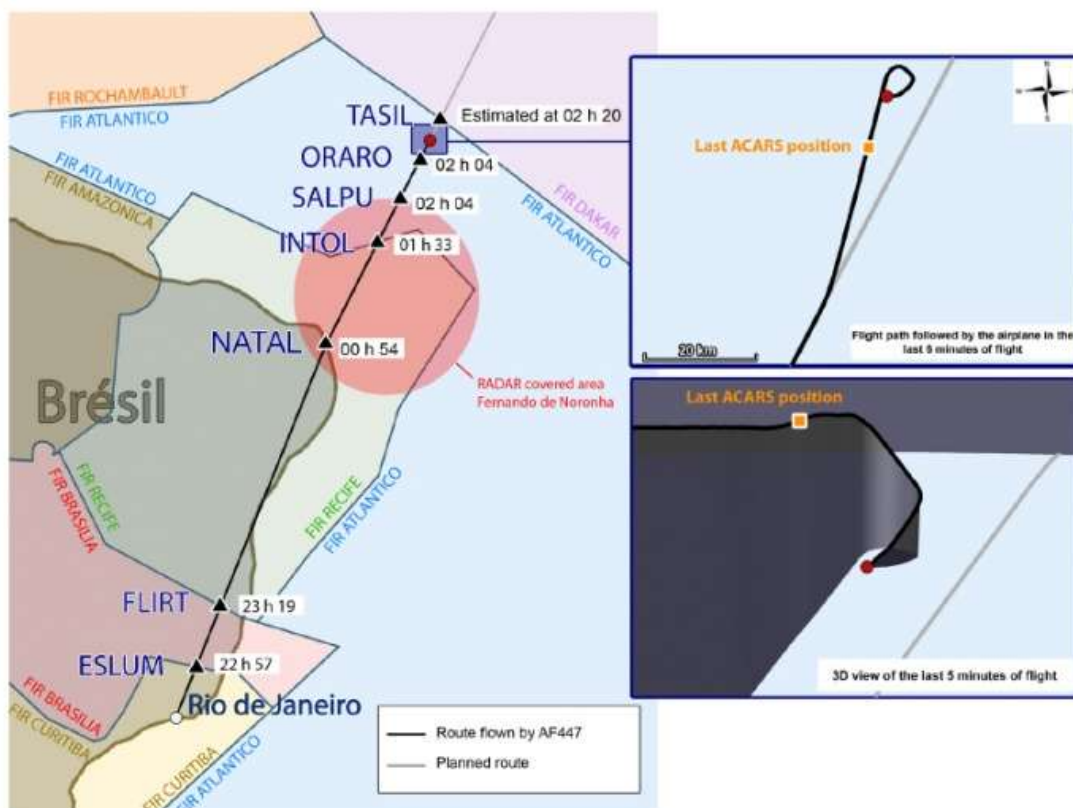 FIR ROCHAMBAULT
FIR ATLANTICO
TASIL
Estimated at 02 h 20
ORARO
02 h 04
SALPU
02 h 04
FIR ATLANTICO
FIR AMAZONICA
FIR DAKAR
FIR ATLANTICO
INTOL
01 h 33
NATAL
00 h 54
RADAR covered area
Fernando de Noronha
Brésil
FIR RECIFE
FIR BRASILIA
FIR RECIFE
FIR ATLANTICO
FLIRT
23 h 19
ESLUM
22 h 57
Rio de Janeiro
FIR BRASILIA
FIR CURITIBA
FIR CURITIBA
FIR ATLANTICO
Route flown by AF447
Planned route
Last ACARS position
20 km
Flight path followed by the airplane in the
last 5 minutes of flight
Last ACARS position
3D view of the last 5 minutes of flight